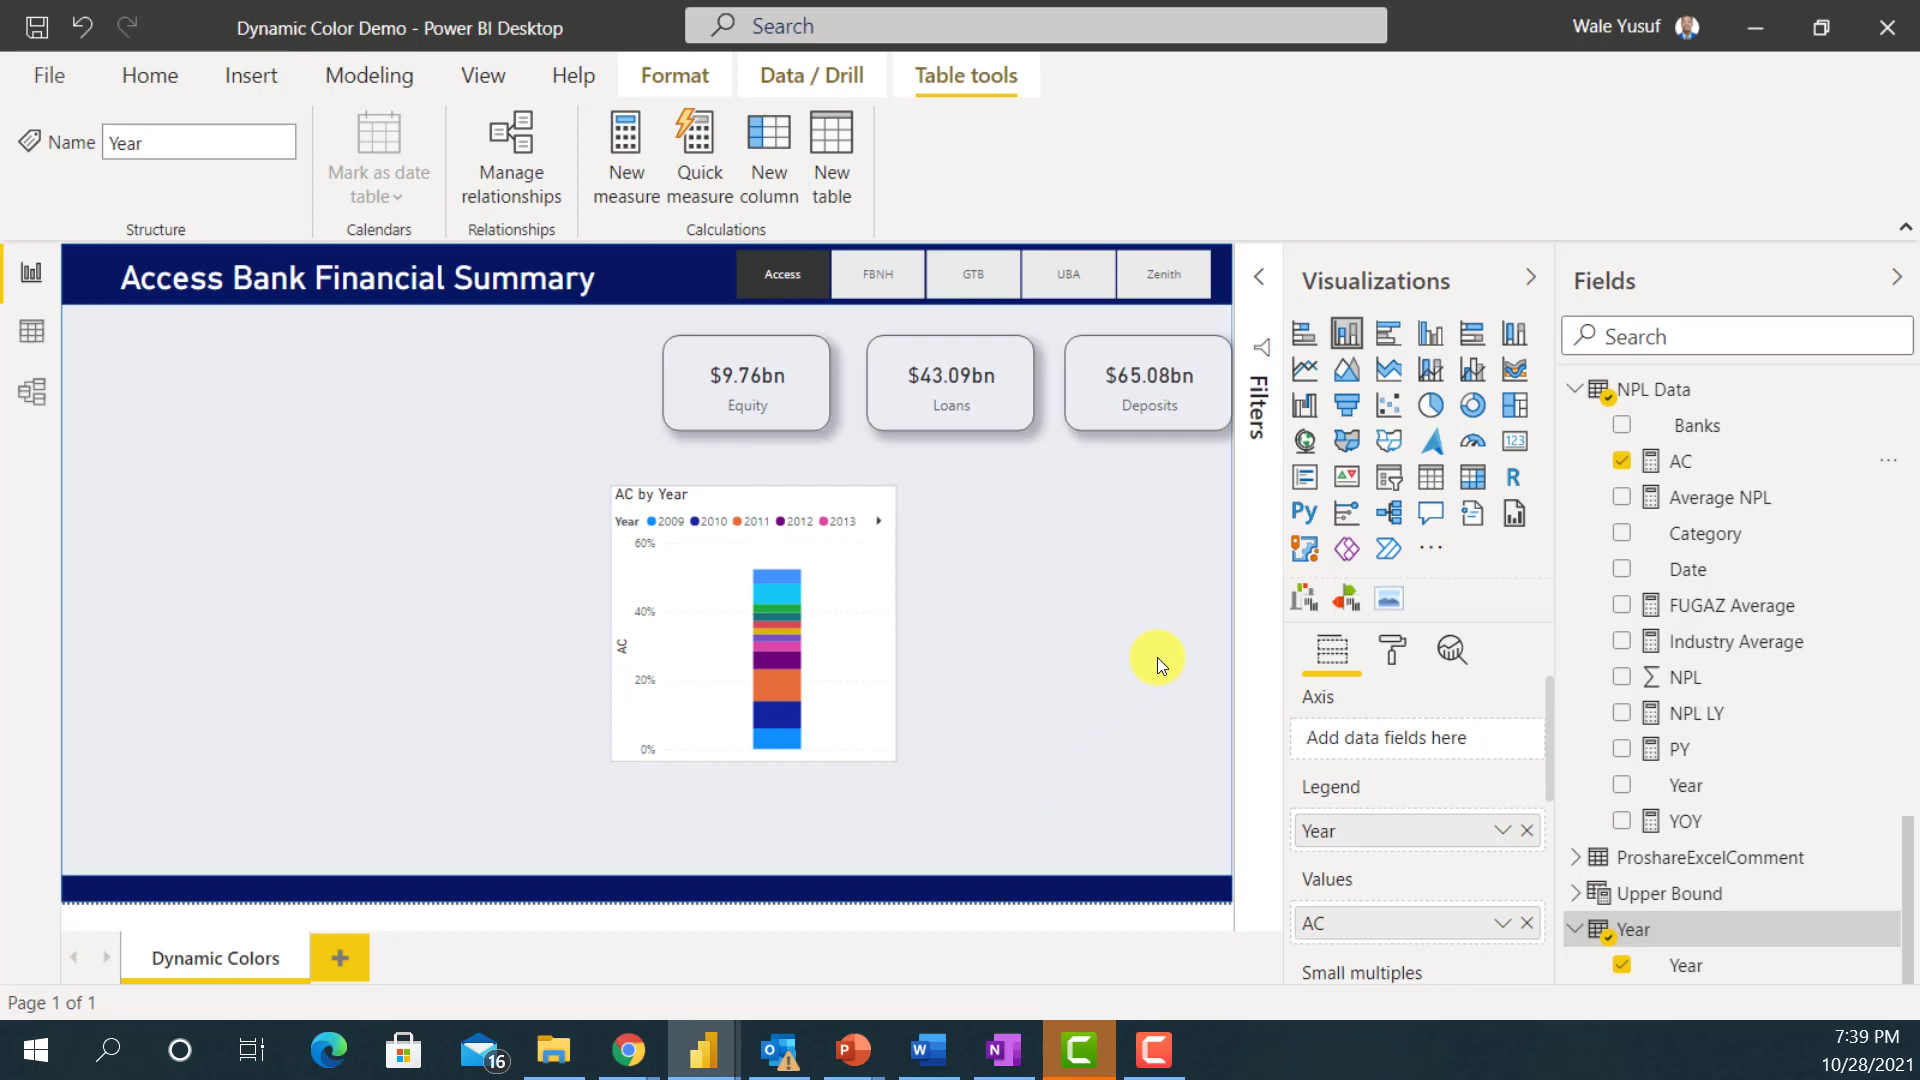 Dynamic Color Demo - Power BI Desktop
Search
Wale Yusuf
File
Home
Insert
Modeling
View
Help
Format
Data / Drill
Table tools
Name
Year
Mark as date
table
Manage
relationships
New
measure
Quick
measure
New
column
New
table
Structure
Calendars
Relationships
Calculations
Access Bank Financial Summary
Access
FBNH
GTB
UBA
Zenith
$9.76bn
Equity
$43.09bn
Loans
$65.08bn
Deposits
AC by Year
Year 2009 2010 2011 2012 2013
60%
40%
20%
0%
AC
Filters
Visualizations
123
R
Py
Axis
Add data fields here
Legend
Year
Values
AC
Small multiples
Fields
Search
NPL Data
Banks
AC
Average NPL
Category
Date
FUGAZ Average
Industry Average
NPL
NPL LY
PY
Year
YOY
ProshareExcelComment
Upper Bound
Year
Year
Dynamic Colors
Page 1 of 1
16
7:39 PM
10/28/2021